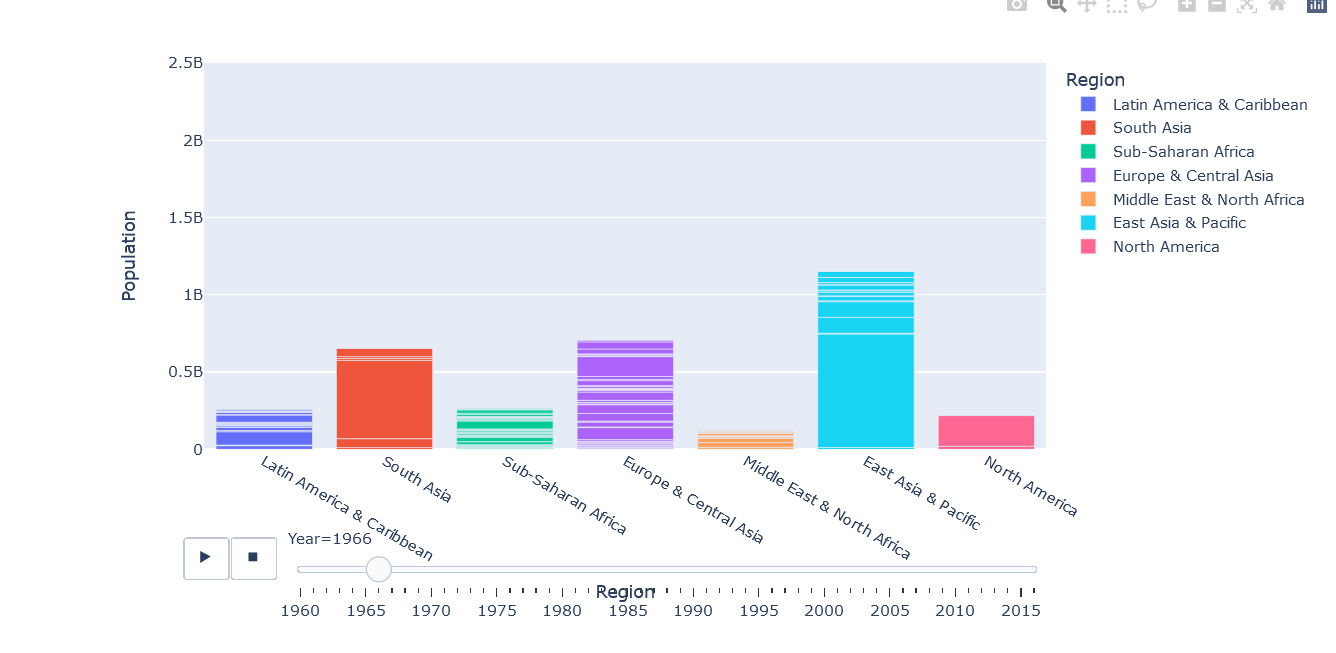 2.5B
2B
1.5B
1B
0.5B
0
Population
Region
Latin America & Caribbean
South Asia
Sub-Saharan Africa
Europe & Central Asia
Middle East & North Africa
East Asia & Pacific
North America
Latin America & Caribbean
South Asia
Sub-Saharan Africa
Europe & Central Asia
Middle East & North Africa
East Asia & Pacific
North America
Year=1966
Region
1960 1965 1970 1975 1980 1985 1990 1995 2000 2005 2010 2015